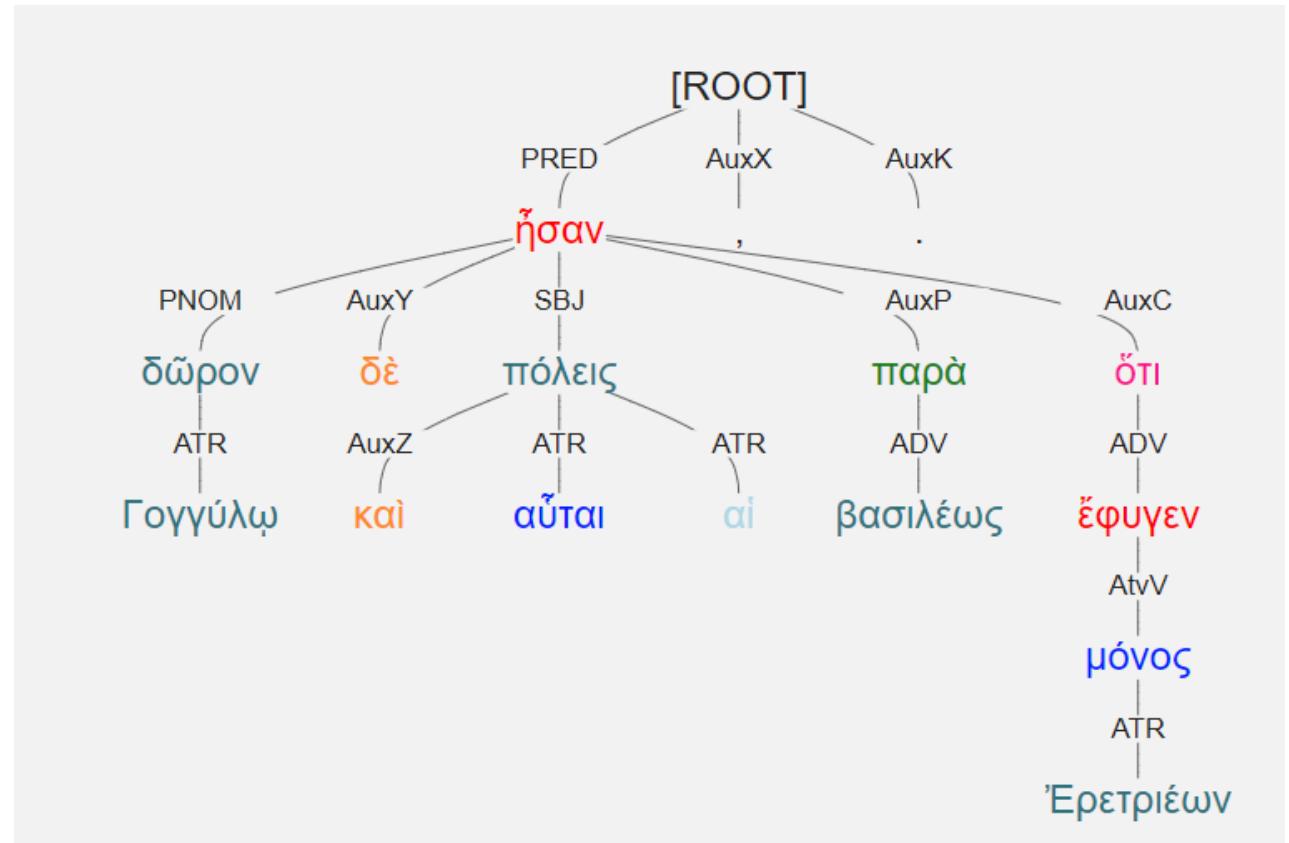 [ROOT]
PRED AuxX AuxK
ἦσαν , .
PNOM AuxY SBJ AuxP AuxC
δῶρον δὲ πόλεις παρὰ ὅτι
ATR AuxZ ATR ATR ADV ADV
Γογγύλῳ καὶ αὗται αἱ βασιλέως ἔφυγεν
AtvV
μόνος
ATR
Ἐρετριέων